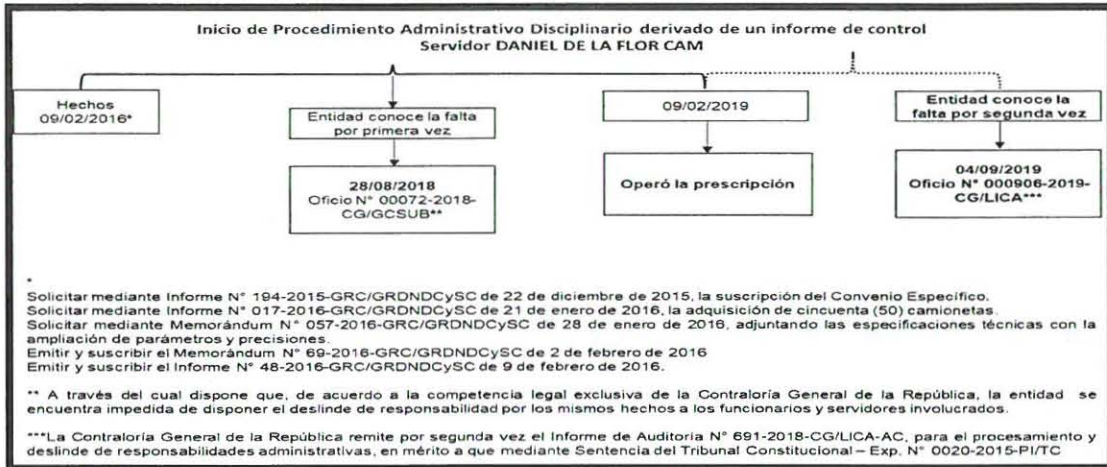 Inicio de Procedimiento Administrativo Disciplinario derivado de un informe de control
Servidor DANIEL DE LA FLOR CAM
Hechos
09/02/2016*
Entidad conoce la falta
por primera vez
09/02/2019
Entidad conoce la
falta por segunda vez
28/08/2018
Oficio N° 00072-2018-
CG/GCSUB**
Operó la prescripción
04/09/2019
Oficio N° 000906-2019-
CG/LICA***
*
Solicitar mediante Informe N° 194-2015-GRC/GRDNDCySC de 22 de diciembre de 2015, la suscripción del Convenio Específico.
Solicitar mediante Informe N° 017-2016-GRC/GRDNDCySC de 21 de enero de 2016, la adquisición de cincuenta (50) camionetas.
Solicitar mediante Memorándum N° 057-2016-GRC/GRDNDCySC de 28 de enero de 2016, adjuntando las especificaciones técnicas con la
ampliación de parámetros y precisiones.
Emitir y suscribir el Memorándum N° 69-2016-GRC/GRDNDCySC de 2 de febrero de 2016
Emitir y suscribir el Informe N° 48-2016-GRC/GRDNDCySC de 9 de febrero de 2016.
** A través del cual dispone que, de acuerdo a la competencia legal exclusiva de la Contraloría General de la República, la entidad se
encuentra impedida de disponer el deslinde de responsabilidad por los mismos hechos a los funcionarios y servidores involucrados.
***La Contraloría General de la República remite por segunda vez el Informe de Auditoría N° 691-2018-CG/LICA-AC, para el procesamiento y
deslinde de responsabilidades administrativas, en mérito a que mediante Sentencia del Tribunal Constitucional – Exp. N° 0020-2015-PI/TC